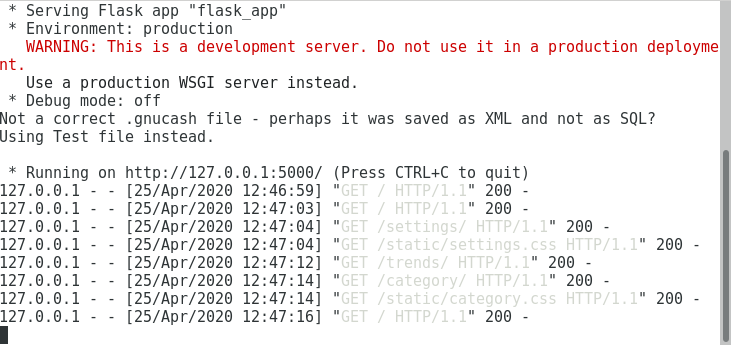 * Serving Flask app "flask_app"
* Environment: production
WARNING: This is a development server. Do not use it in a production deployme
nt.
Use a production WSGI server instead.
* Debug mode: off
Not a correct .gnucash file - perhaps it was saved as XML and not as SQL?
Using Test file instead.
* Running on http://127.0.0.1:5000/ (Press CTRL+C to quit)
127.0.0.1 - - [25/Apr/2020 12:46:59] "GET / HTTP/1.1" 200 -
127.0.0.1 - - [25/Apr/2020 12:47:03] "GET / HTTP/1.1" 200 -
127.0.0.1 - - [25/Apr/2020 12:47:04] "GET /settings/ HTTP/1.1" 200 -
127.0.0.1 - - [25/Apr/2020 12:47:04] "GET /static/settings.css HTTP/1.1" 200 -
127.0.0.1 - - [25/Apr/2020 12:47:12] "GET /trends/ HTTP/1.1" 200 -
127.0.0.1 - - [25/Apr/2020 12:47:14] "GET /category/ HTTP/1.1" 200 -
127.0.0.1 - - [25/Apr/2020 12:47:14] "GET /static/category.css HTTP/1.1" 200 -
127.0.0.1 - - [25/Apr/2020 12:47:16] "GET / HTTP/1.1" 200 -